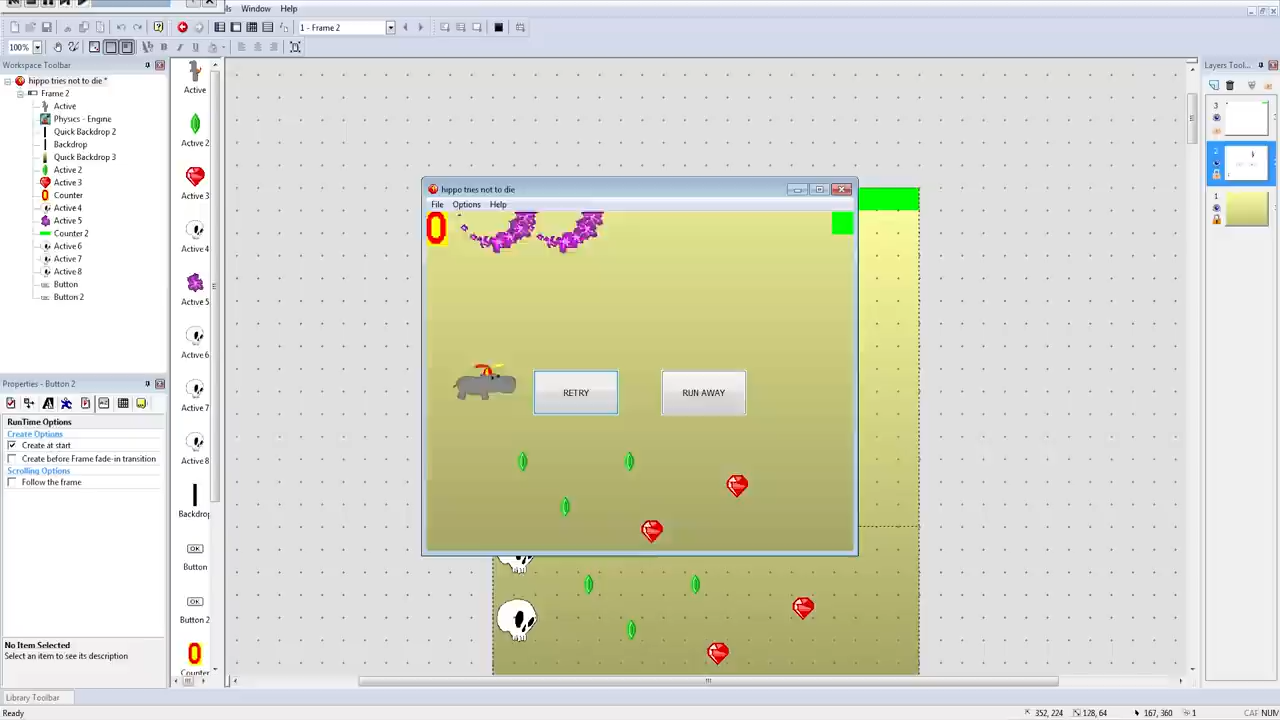 ls Window Help
1 - Frame 2
100%
Workspace Toolbar
hippo tries not to die *
Frame 2
Active
Physics - Engine
Quick Backdrop 2
Backdrop
Quick Backdrop 3
Active 2
Active 3
Counter
Active 4
Active 5
Counter 2
Active 6
Active 7
Active 8
Button
Button 2
Properties - Button 2
RunTime Options
Create Options
Create at start
Create before Frame fade-in transition
Scrolling Options
Follow the frame
No Item Selected
Select an item to see its description
Library Toolbar
Ready
Active
Active 2
Active 3
Active 4
Active 5
Active 6
Active 7
Active 8
Backdrop
OK
Button
OK
Button 2
0
Counter
hippo tries not to die
File Options Help
0
RETRY
RUN AWAY
Layers Tool...
3
2
1
352, 224
128, 64
167, 360
1
CAF NUM